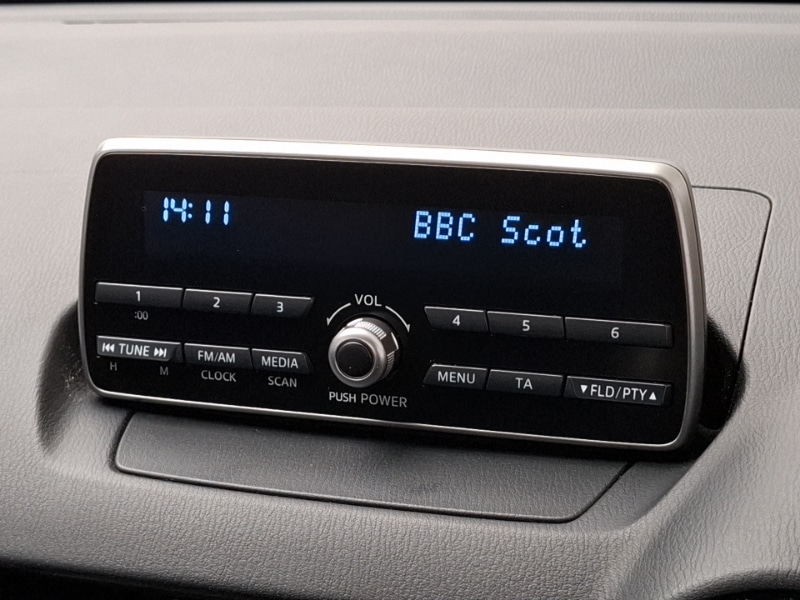 14:11 BBC Scot
1 2 3 VOL 4 5 6
:00
⏮ TUNE ⏭ FM/AM MEDIA MENU TA ▼FLD/PTY▲
H M CLOCK SCAN PUSH POWER